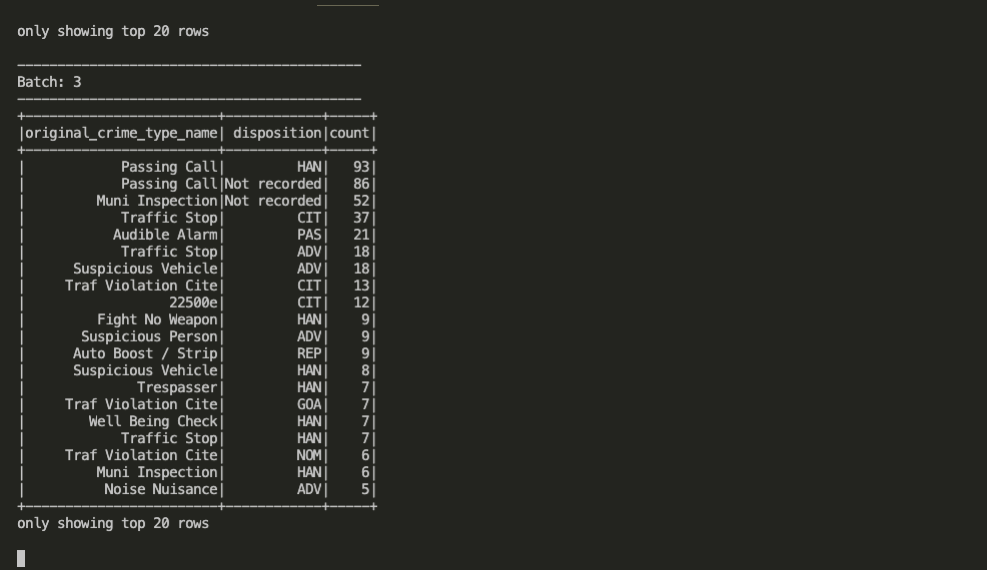 only showing top 20 rows
-------------------------------------------
Batch: 3
-------------------------------------------
+------------------------+------------+-----+
|original_crime_type_name| disposition|count|
+------------------------+------------+-----+
|            Passing Call|         HAN|   93|
|            Passing Call|Not recorded|   86|
|         Muni Inspection|Not recorded|   52|
|            Traffic Stop|         CIT|   37|
|           Audible Alarm|         PAS|   21|
|            Traffic Stop|         ADV|   18|
|      Suspicious Vehicle|         ADV|   18|
|     Traf Violation Cite|         CIT|   13|
|                  22500e|         CIT|   12|
|         Fight No Weapon|         HAN|    9|
|       Suspicious Person|         ADV|    9|
|      Auto Boost / Strip|         REP|    9|
|      Suspicious Vehicle|         HAN|    8|
|              Trespasser|         HAN|    7|
|     Traf Violation Cite|         GOA|    7|
|        Well Being Check|         HAN|    7|
|            Traffic Stop|         HAN|    7|
|     Traf Violation Cite|         NOM|    6|
|         Muni Inspection|         HAN|    6|
|          Noise Nuisance|         ADV|    5|
+------------------------+------------+-----+
only showing top 20 rows